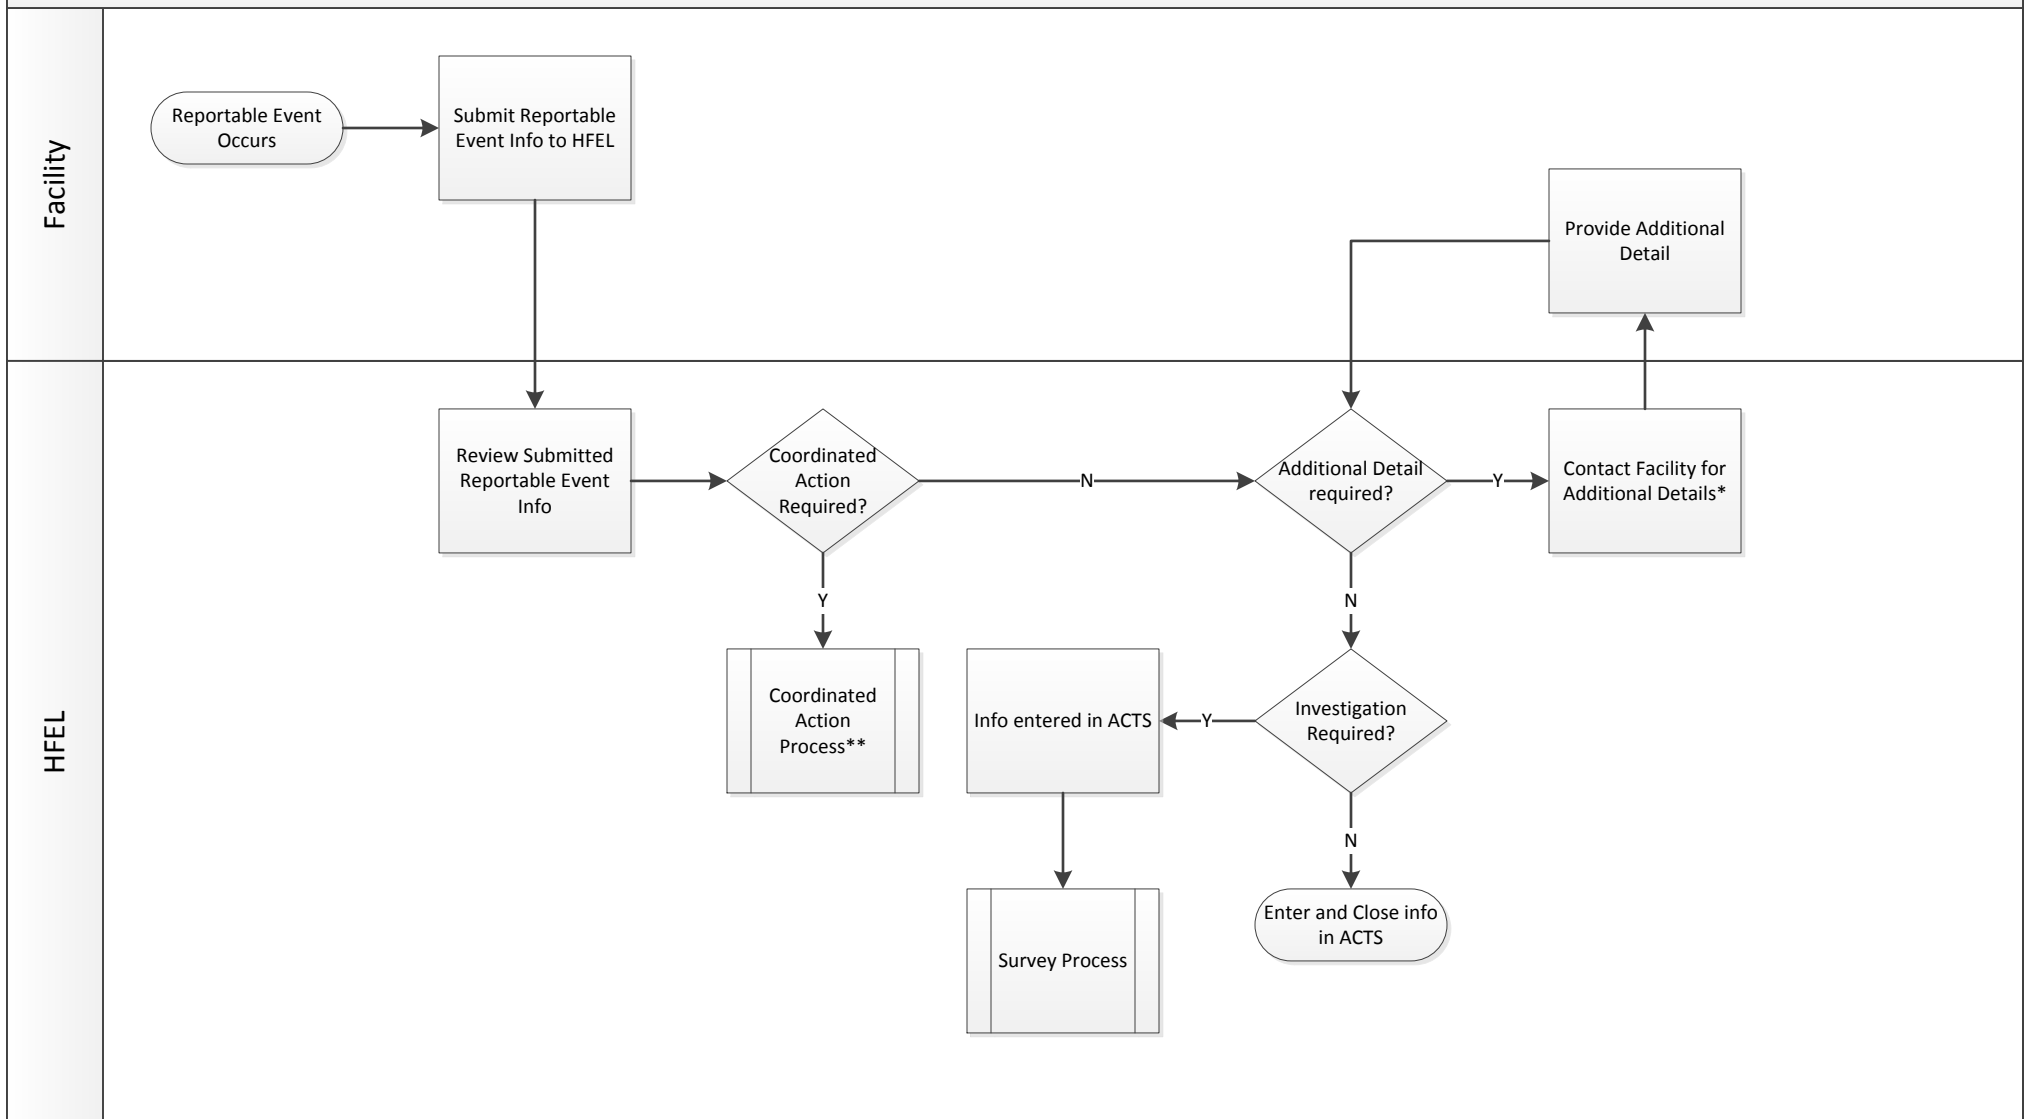 Facility
Reportable Event
Occurs
Submit Reportable
Event Info to HFEL
Provide Additional
Detail
HFEL
Review Submitted
Reportable Event
Info
Coordinated
Action
Required?
N
Additional Detail
required?
Y
Contact Facility for
Additional Details*
Y
N
Coordinated
Action
Process**
Info entered in ACTS
Y
Investigation
Required?
N
Survey Process
Enter and Close info
in ACTS